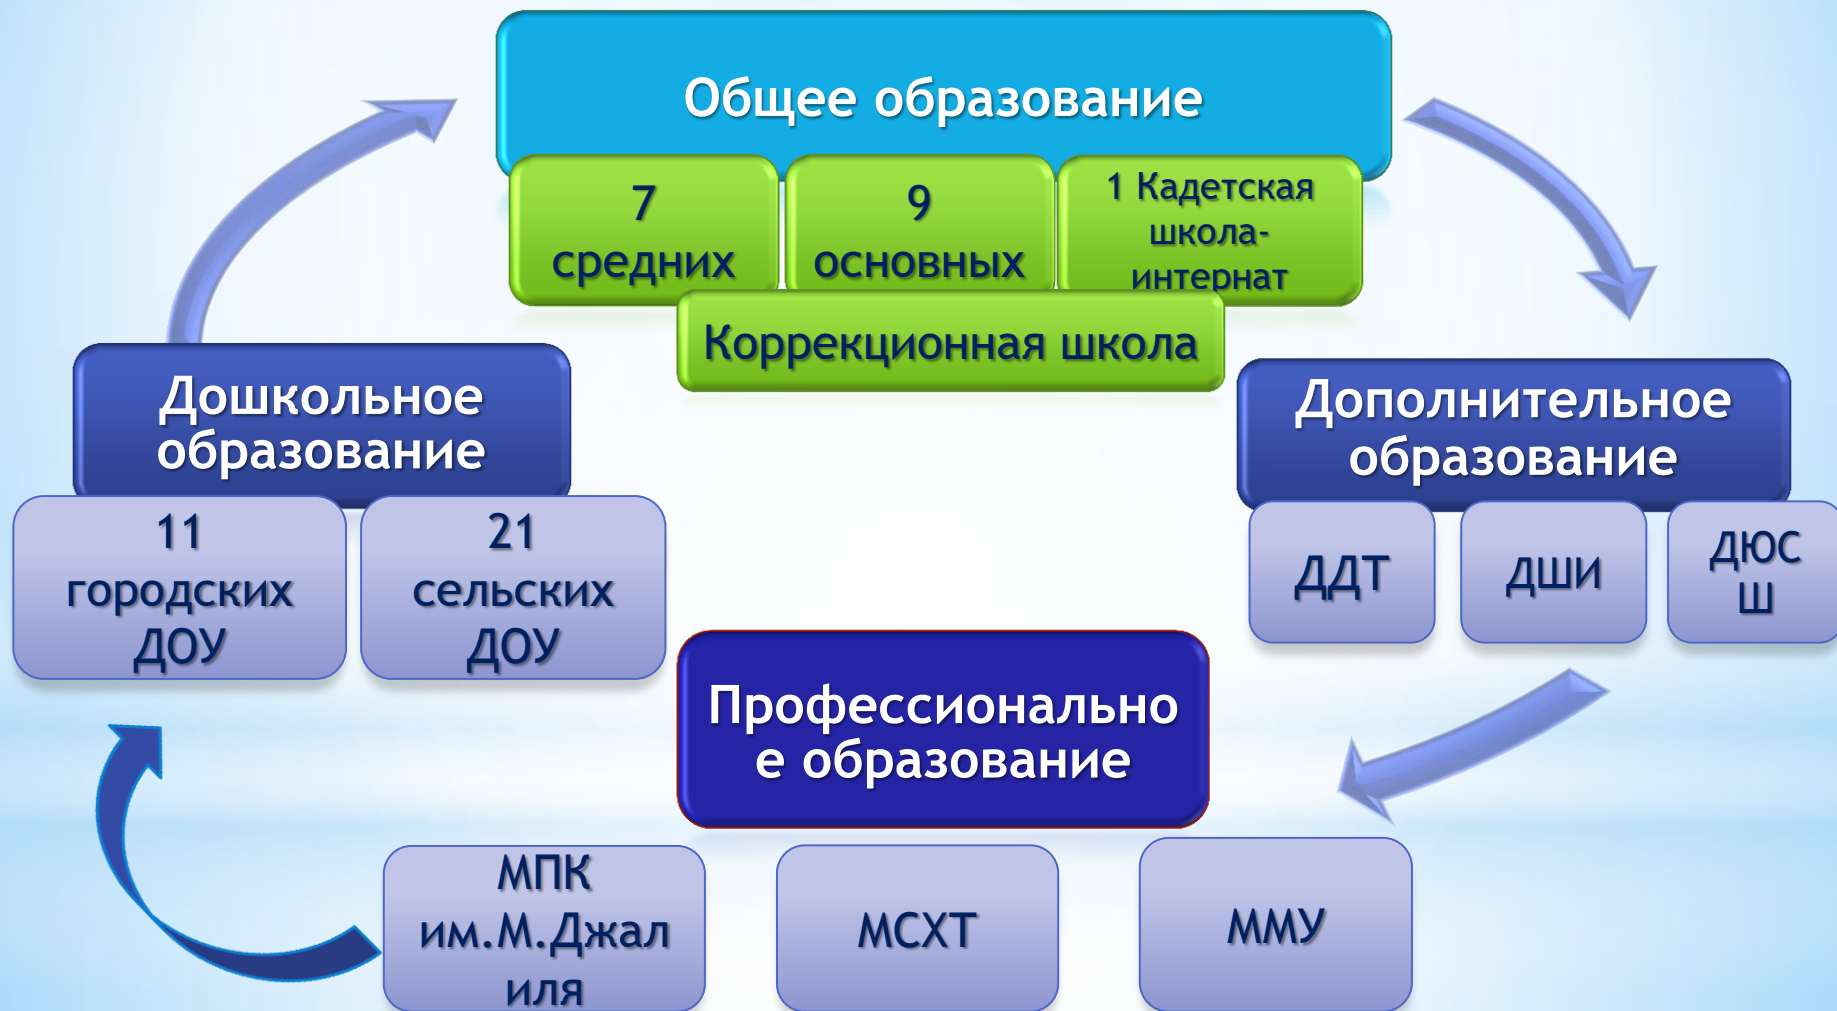 Общее образование
7
средних
9
основных
1 Кадетская
школа-
интернат
Коррекционная школа
Дошкольное
образование
11
городских
ДОУ
21
сельских
ДОУ
Дополнительное
образование
ДДТ
ДШИ
ДЮС
Ш
Профессионально
е образование
МПК
им.М.Джал
иля
МСХТ
ММУ